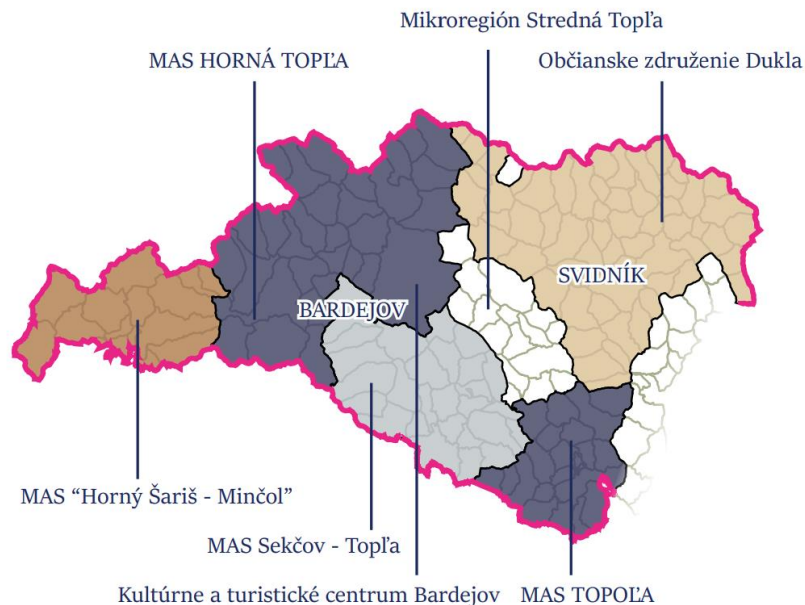 Mikroregión Stredná Topľa
MAS HORNÁ TOPĽA
Občianske združenie Dukla
SVIDNÍK
BARDEJOV
MAS “Horný Šariš - Minčol”
MAS Sekčov - Topľa
Kultúrne a turistické centrum Bardejov
MAS TOPOĽA